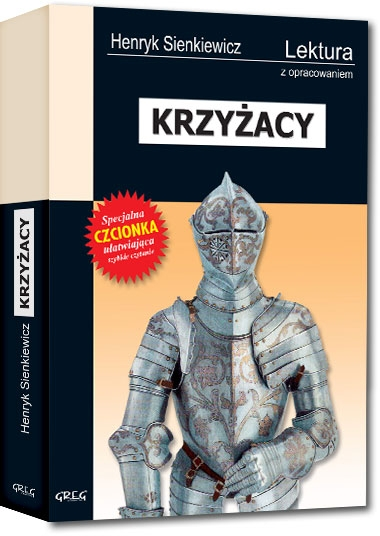 Henryk Sienkiewicz
Lektura
z opracowaniem
KRZYŻACY
Specjalna
CZCIONKA
ułatwiająca
szybkie czytanie
Henryk Sienkiewicz KRZYŻACY
GREG
GREG